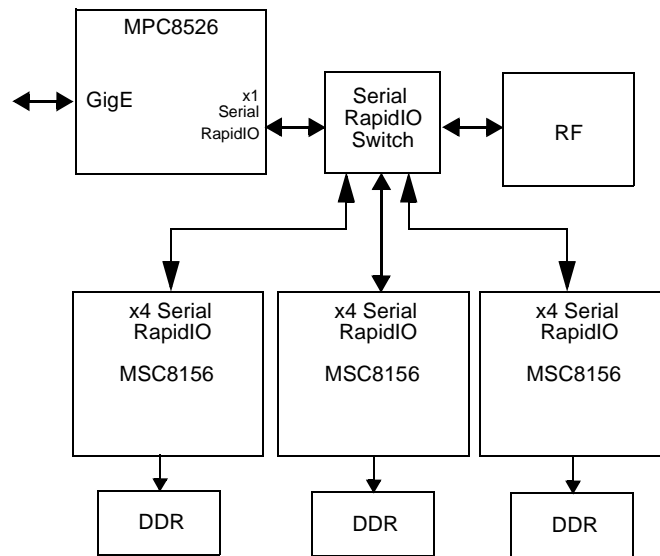 MPC8526
GigE
x1
Serial
RapidIO
Serial
RapidIO
Switch
RF
x4 Serial
RapidIO
MSC8156
x4 Serial
RapidIO
MSC8156
x4 Serial
RapidIO
MSC8156
DDR
DDR
DDR